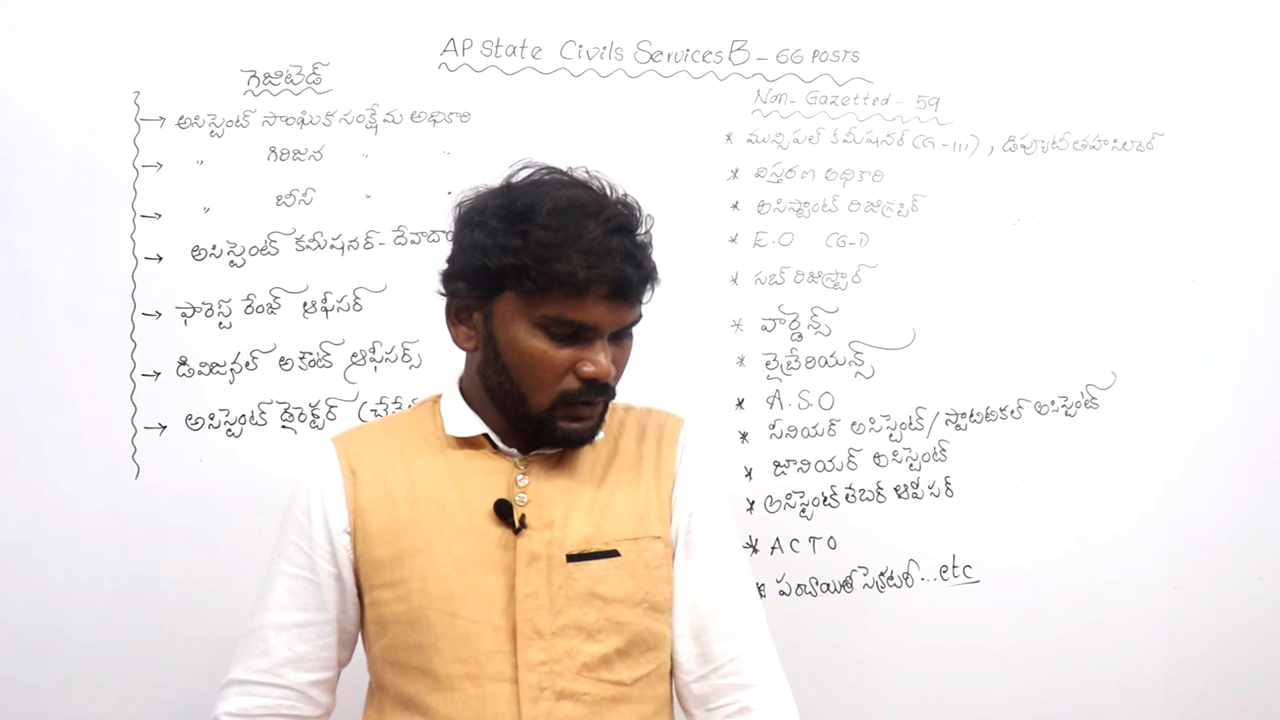 AP State Civils Services B - 66 POSTS
గెజిటెడ్
→ అసిస్టెంట్ సాంఘిక సంక్షేమ అధికారి
→ " గిరిజన " "
→ " బీసీ " "
→ అసిస్టెంట్ కమీషనర్ -
→ ఫారెస్ట్ రేంజ్ ఆఫీసర్
→ డివిజనల్ అకౌంట్ ఆఫీసర్స్
→ అసిస్టెంట్ డైరెక్టర్
Non-Gazetted - 59
* మున్సిపల్ కమీషనర్ (G-III), డిప్యూటీ తహసిల్దార్
* విస్తరణ అధికారి
* అసిస్టెంట్ రిజిస్ట్రార్
* E.O (G-I)
* సబ్ రిజిస్ట్రార్
* వార్డెన్స్
* లైబ్రేరియన్స్
* A.S.O
* సీనియర్ అసిస్టెంట్ / స్టాటిటికల్ అసిస్టెంట్
* జూనియర్ అసిస్టెంట్
* అసిస్టెంట్ లేబర్ ఆఫీసర్
* ACTO
* పంచాయితీ సెక్రటరీ...etc